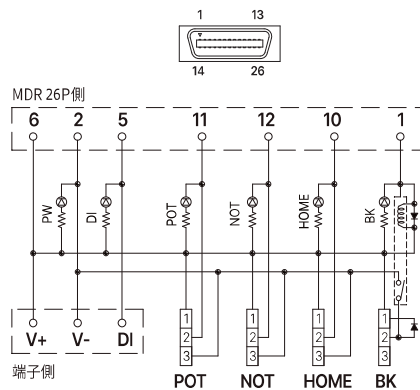 1 13
14 26
MDR 26P側
6 2 5 11 12 10 1
PW DI POT NOT HOME BK
1 1 1 1
V+ V- DI 2 2 2 2
3 3 3 3
端子側
POT NOT HOME BK